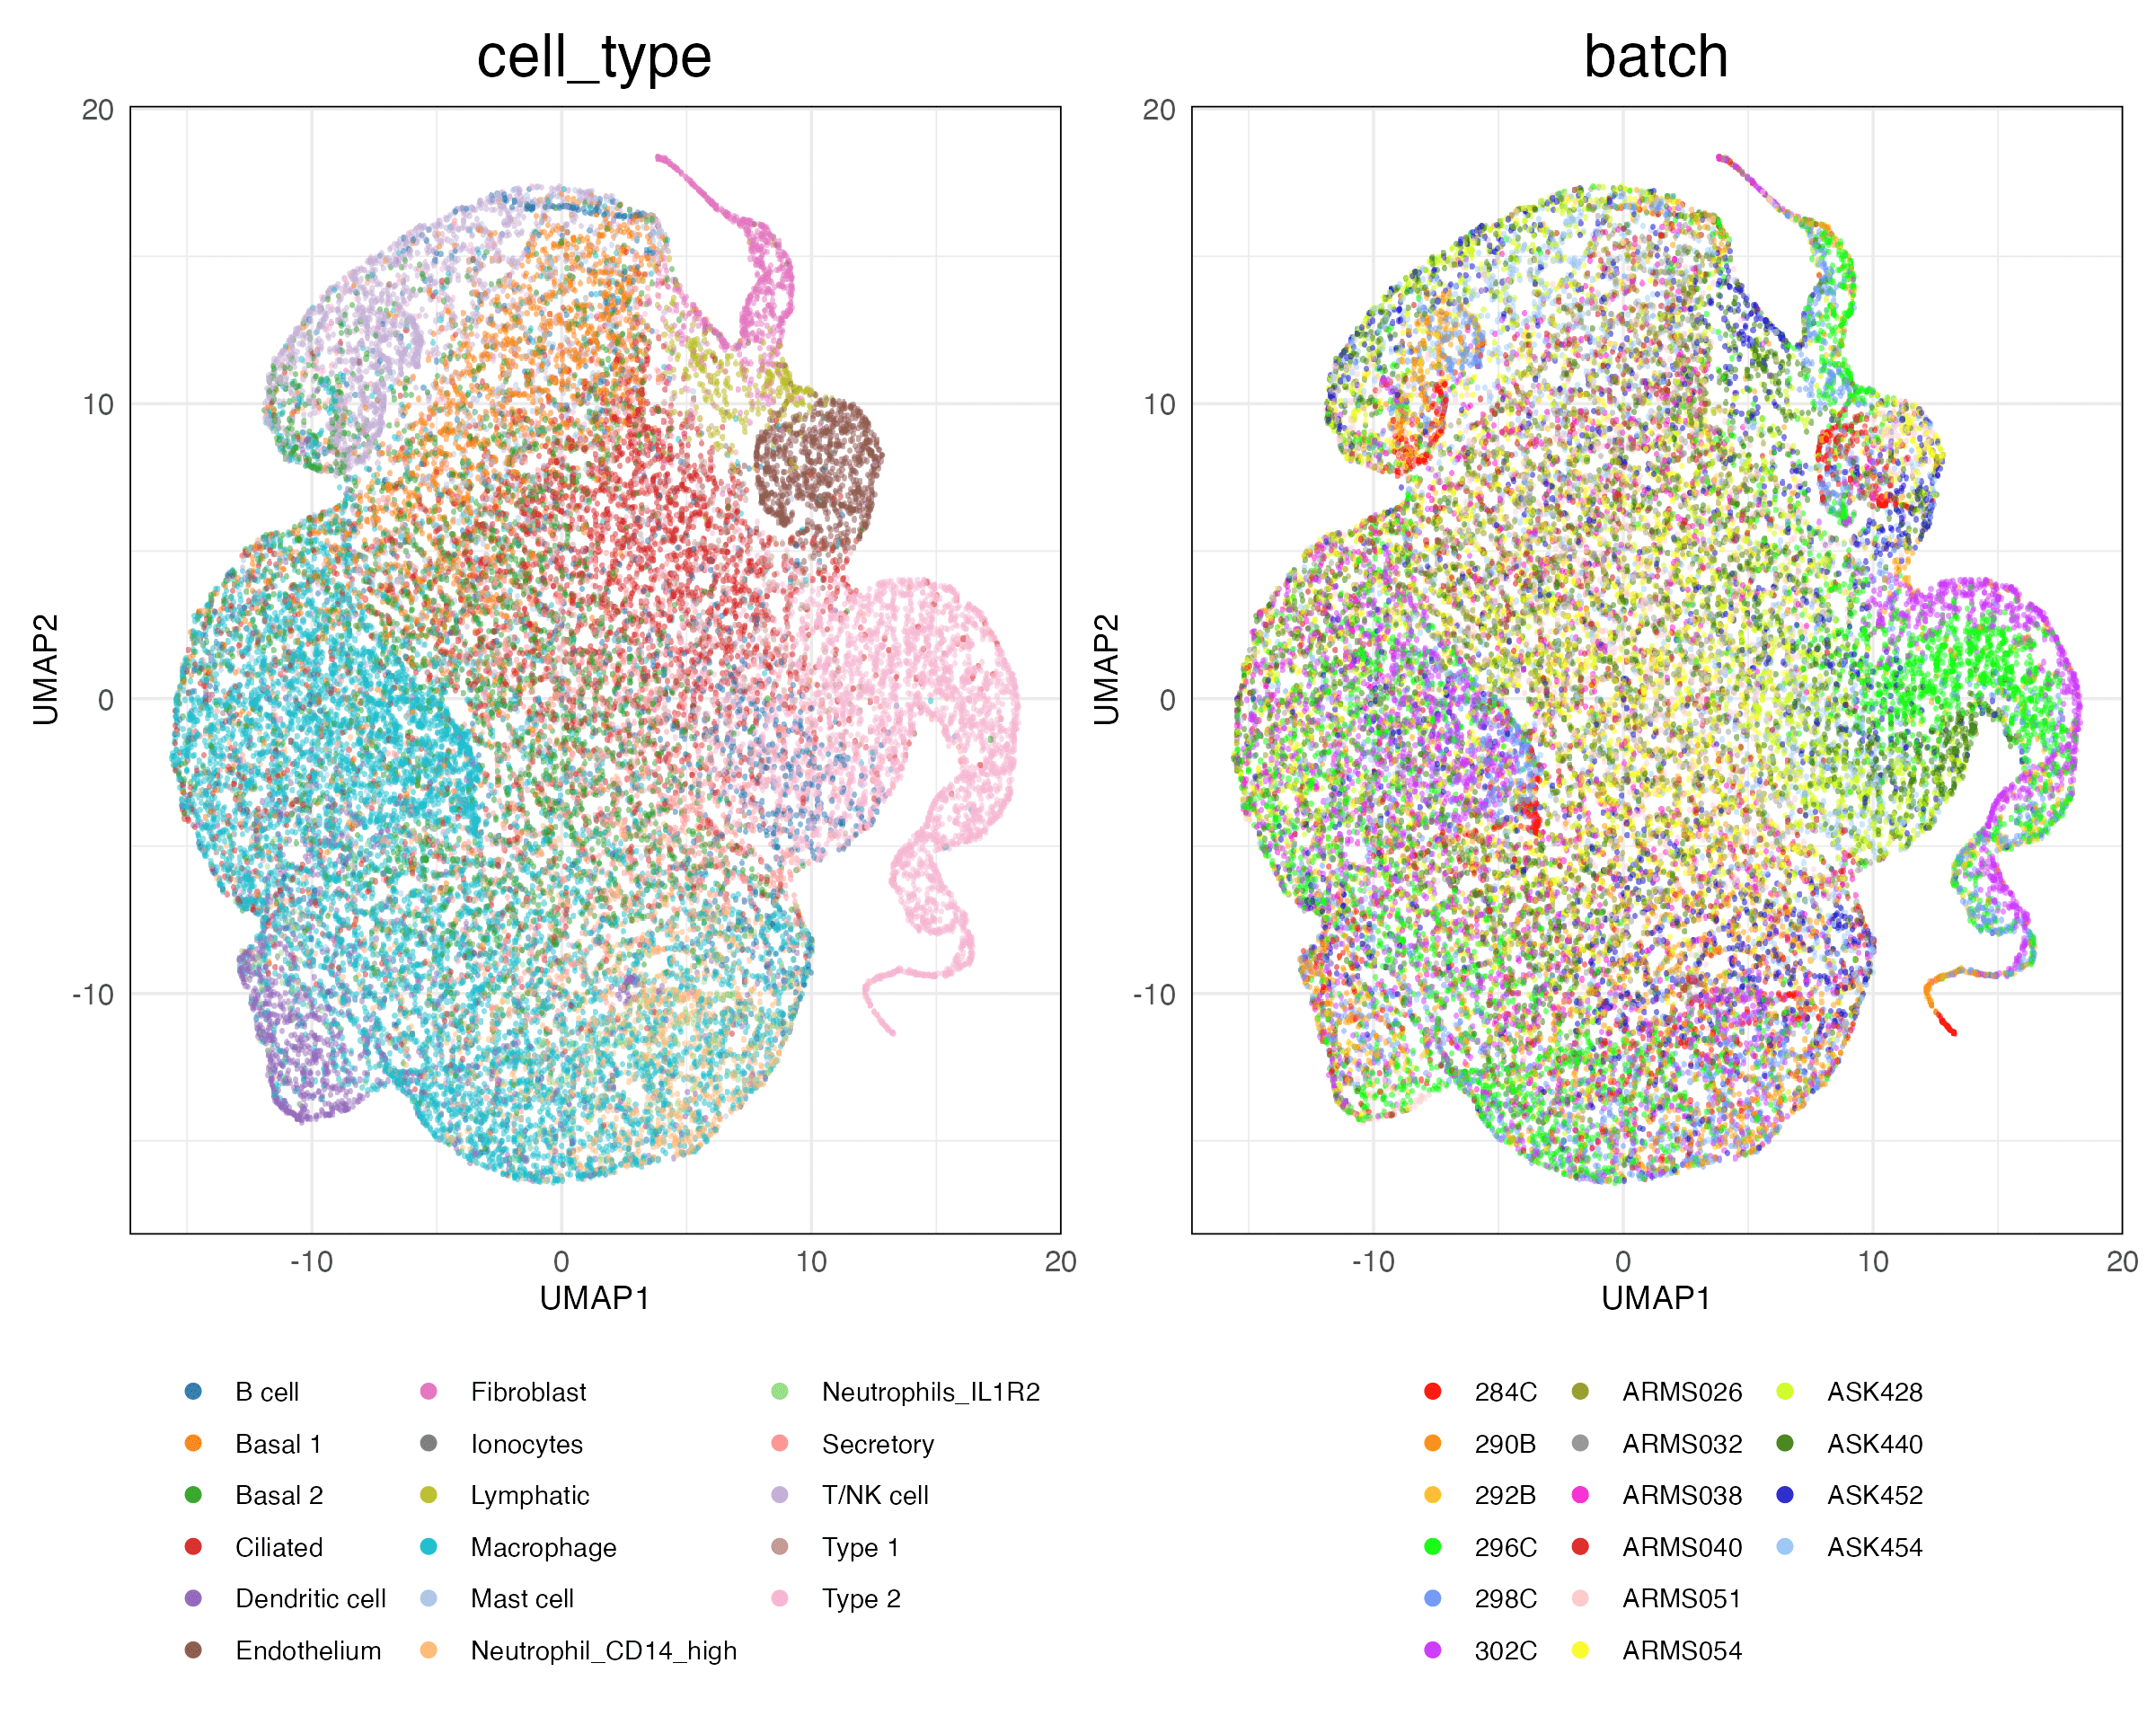 cell_type
batch
20
10
0
-10
UMAP2
-10
0
10
20
UMAP1
20
10
0
-10
UMAP2
-10
0
10
20
UMAP1
B cell
Basal 1
Basal 2
Ciliated
Dendritic cell
Endothelium
Fibroblast
Ionocytes
Lymphatic
Macrophage
Mast cell
Neutrophil_CD14_high
Neutrophils_IL1R2
Secretory
T/NK cell
Type 1
Type 2
284C
290B
292B
296C
298C
302C
ARMS026
ARMS032
ARMS038
ARMS040
ARMS051
ARMS054
ASK428
ASK440
ASK452
ASK454